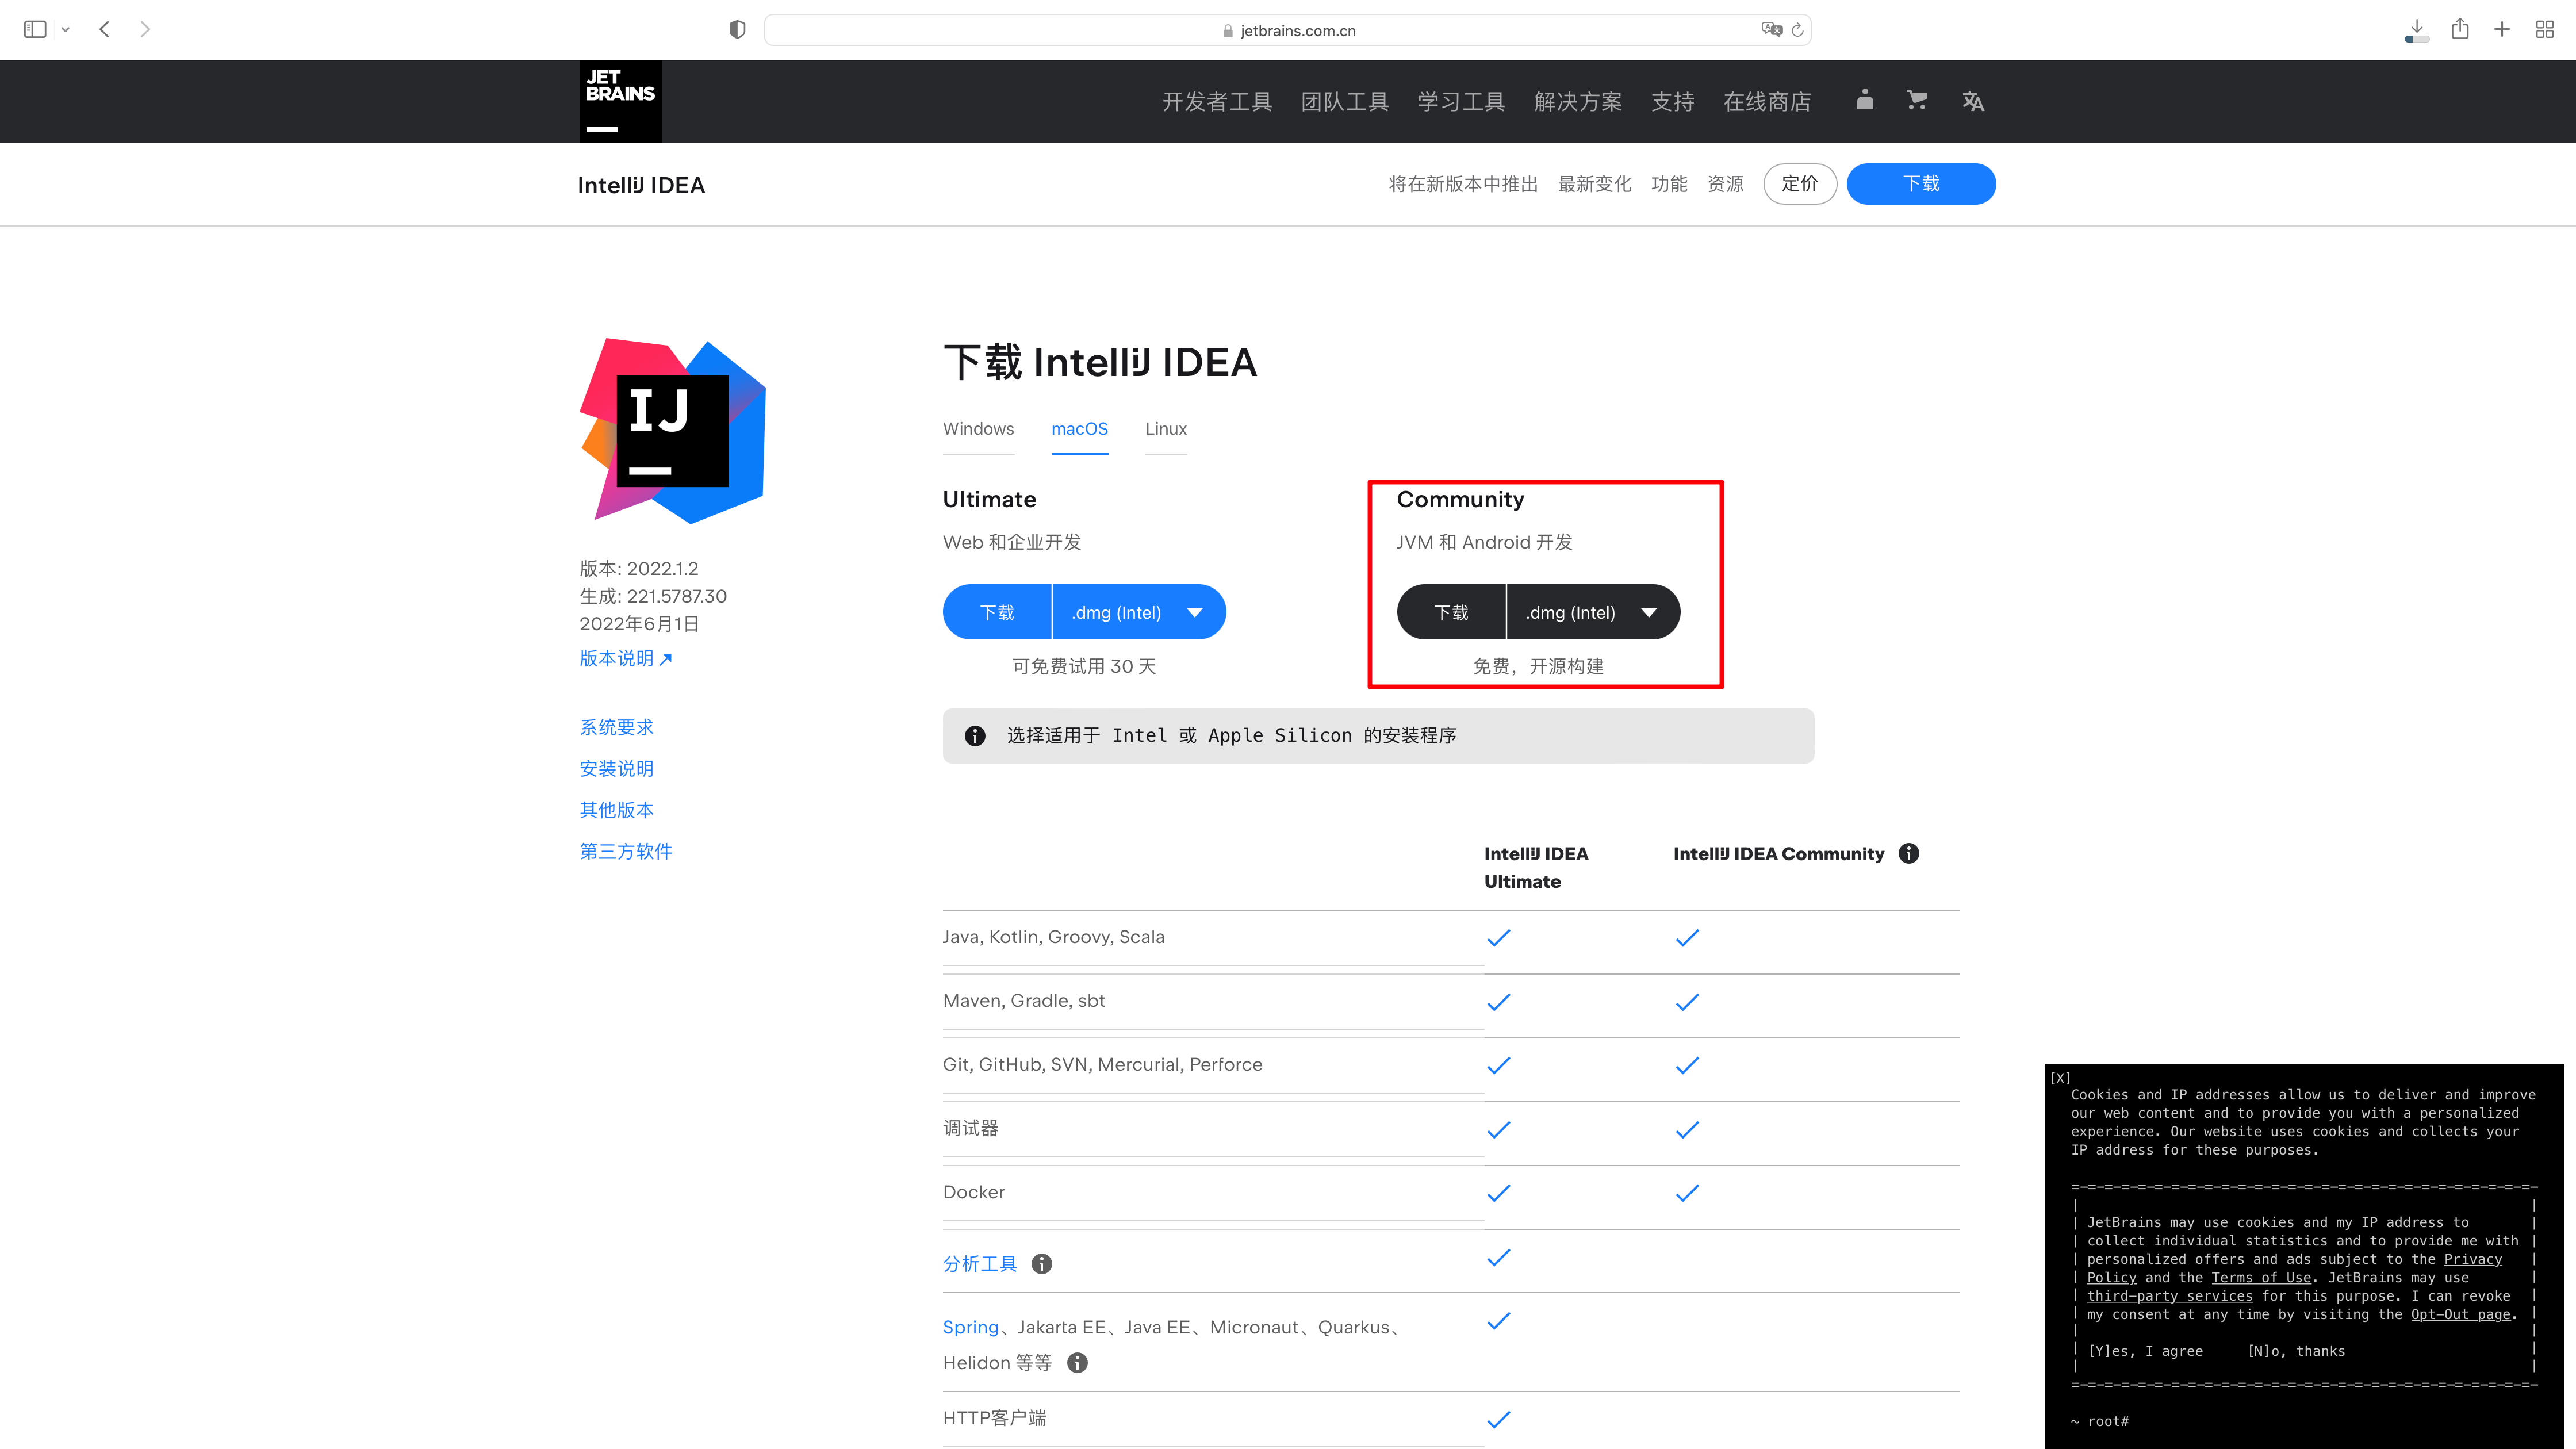 jetbrains.com.cn
JET
BRAINS
开发者工具 团队工具 学习工具 解决方案 支持 在线商店
IntelliJ IDEA
将在新版本中推出 最新变化 功能 资源 定价 下载
IJ
版本: 2022.1.2
生成: 221.5787.30
2022年6月1日
版本说明
系统要求
安装说明
其他版本
第三方软件
下载 IntelliJ IDEA
Windows macOS Linux
Ultimate
Web 和企业开发
下载 .dmg (Intel)
可免费试用 30 天
Community
JVM 和 Android 开发
下载 .dmg (Intel)
免费，开源构建
选择适用于 Intel 或 Apple Silicon 的安装程序
IntelliJ IDEA
Ultimate
IntelliJ IDEA Community
Java, Kotlin, Groovy, Scala
Maven, Gradle, sbt
Git, GitHub, SVN, Mercurial, Perforce
调试器
Docker
分析工具
Spring、Jakarta EE、Java EE、Micronaut、Quarkus、
Helidon 等等
HTTP客户端
[X]
Cookies and IP addresses allow us to deliver and improve
our web content and to provide you with a personalized
experience. Our website uses cookies and collects your
IP address for these purposes.
JetBrains may use cookies and my IP address to
collect individual statistics and to provide me with
personalized offers and ads subject to the Privacy
Policy and the Terms of Use. JetBrains may use
third-party services for this purpose. I can revoke
my consent at any time by visiting the Opt-Out page.
[Y]es, I agree [N]o, thanks
~ root#